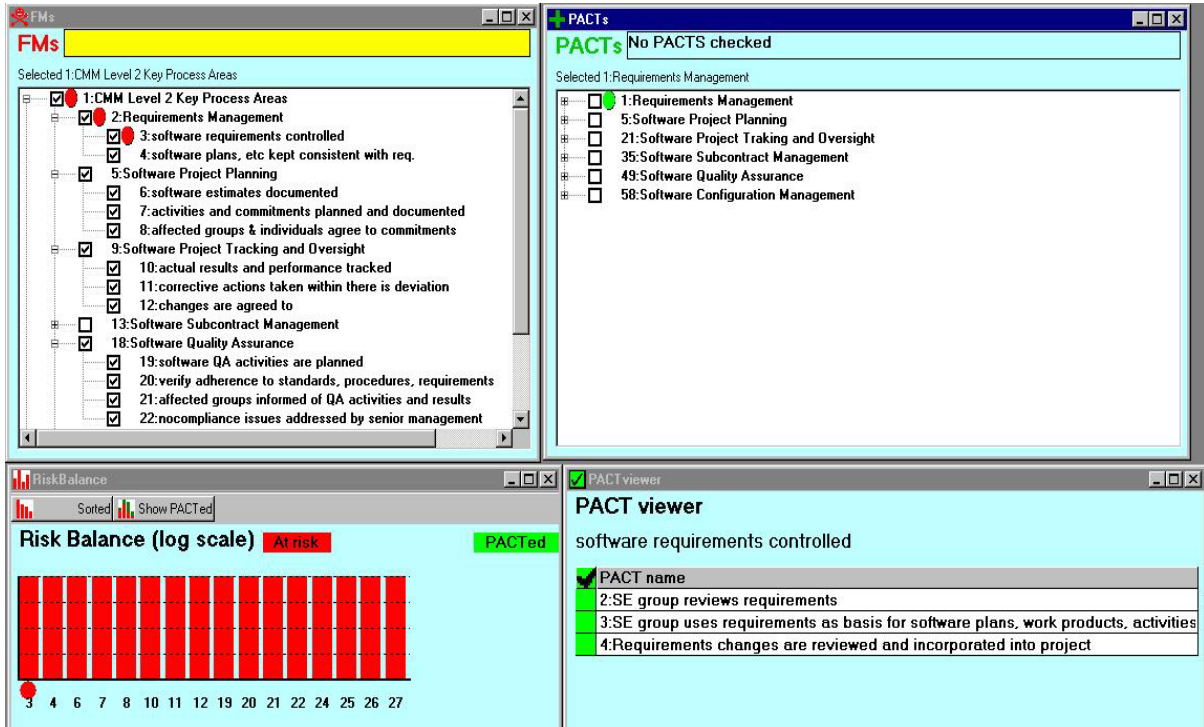 FMs
FMs
Selected 1:CMM Level 2 Key Process Areas
1:CMM Level 2 Key Process Areas
2:Requirements Management
3:software requirements controlled
4:software plans, etc kept consistent with req.
5:Software Project Planning
6:software estimates documented
7:activities and commitments planned and documented
8:affected groups & individuals agree to commitments
9:Software Project Tracking and Oversight
10:actual results and performance tracked
11:corrective actions taken within there is deviation
12:changes are agreed to
13:Software Subcontract Management
18:Software Quality Assurance
19:software QA activities are planned
20:verify adherence to standards, procedures, requirements
21:affected groups informed of QA activities and results
22:nocompliance issues addressed by senior management
PACTs
PACTs No PACTS checked
Selected 1:Requirements Management
1:Requirements Management
5:Software Project Planning
21:Software Project Traking and Oversight
35:Software Subcontract Management
49:Software Quality Assurance
58:Software Configuration Management
RiskBalance
Sorted Show PACTed
Risk Balance (log scale) At risk PACTed
3 4 6 7 8 10 11 12 19 20 21 22 24 25 26 27
PACTviewer
PACT viewer
software requirements controlled
PACT name
2:SE group reviews requirements
3:SE group uses requirements as basis for software plans, work products, activities
4:Requirements changes are reviewed and incorporated into project